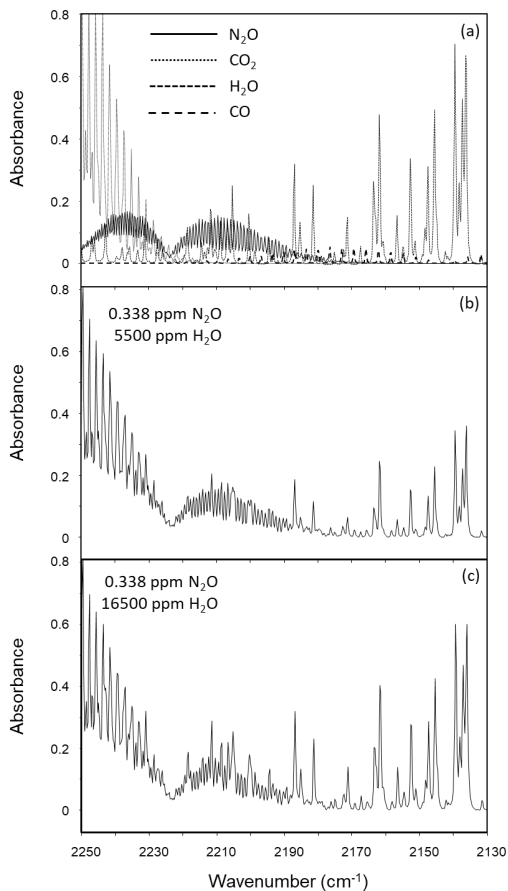 (a)
N₂O
CO₂
H₂O
CO
0.8
0.6
0.4
0.2
0
Absorbance
(b)
0.338 ppm N₂O
5500 ppm H₂O
0.8
0.6
0.4
0.2
0
Absorbance
(c)
0.338 ppm N₂O
16500 ppm H₂O
0.8
0.6
0.4
0.2
0
Absorbance
2250 2230 2210 2190 2170 2150 2130
Wavenumber (cm⁻¹)